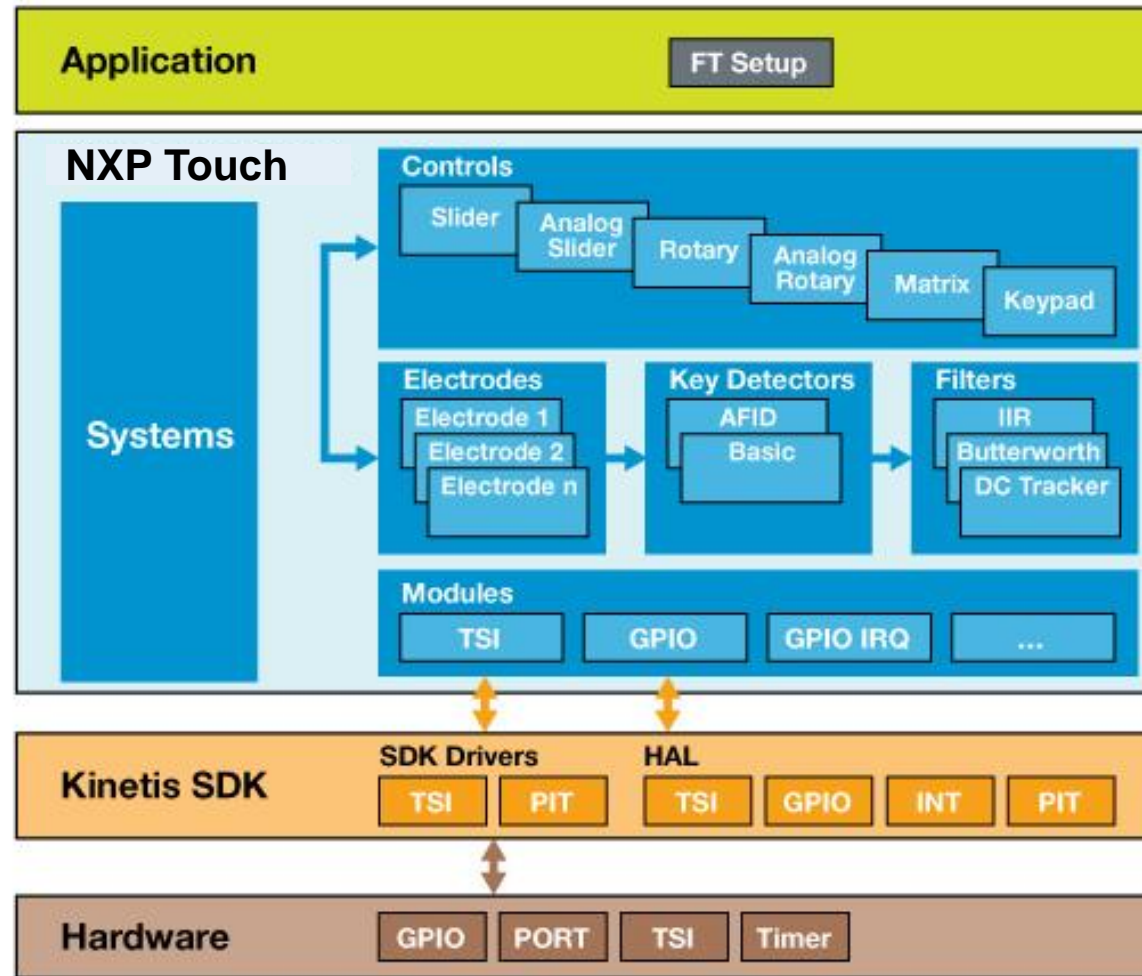 Application
FT Setup
NXP Touch
Systems
Controls
Slider
Analog
Slider
Rotary
Analog
Rotary
Matrix
Keypad
Electrodes
Electrode 1
Electrode 2
Electrode n
Key Detectors
AFID
Basic
Filters
IIR
Butterworth
DC Tracker
Modules
TSI GPIO GPIO IRQ ...
Kinetis SDK
SDK Drivers
TSI PIT
HAL
TSI GPIO INT PIT
Hardware
GPIO PORT TSI Timer